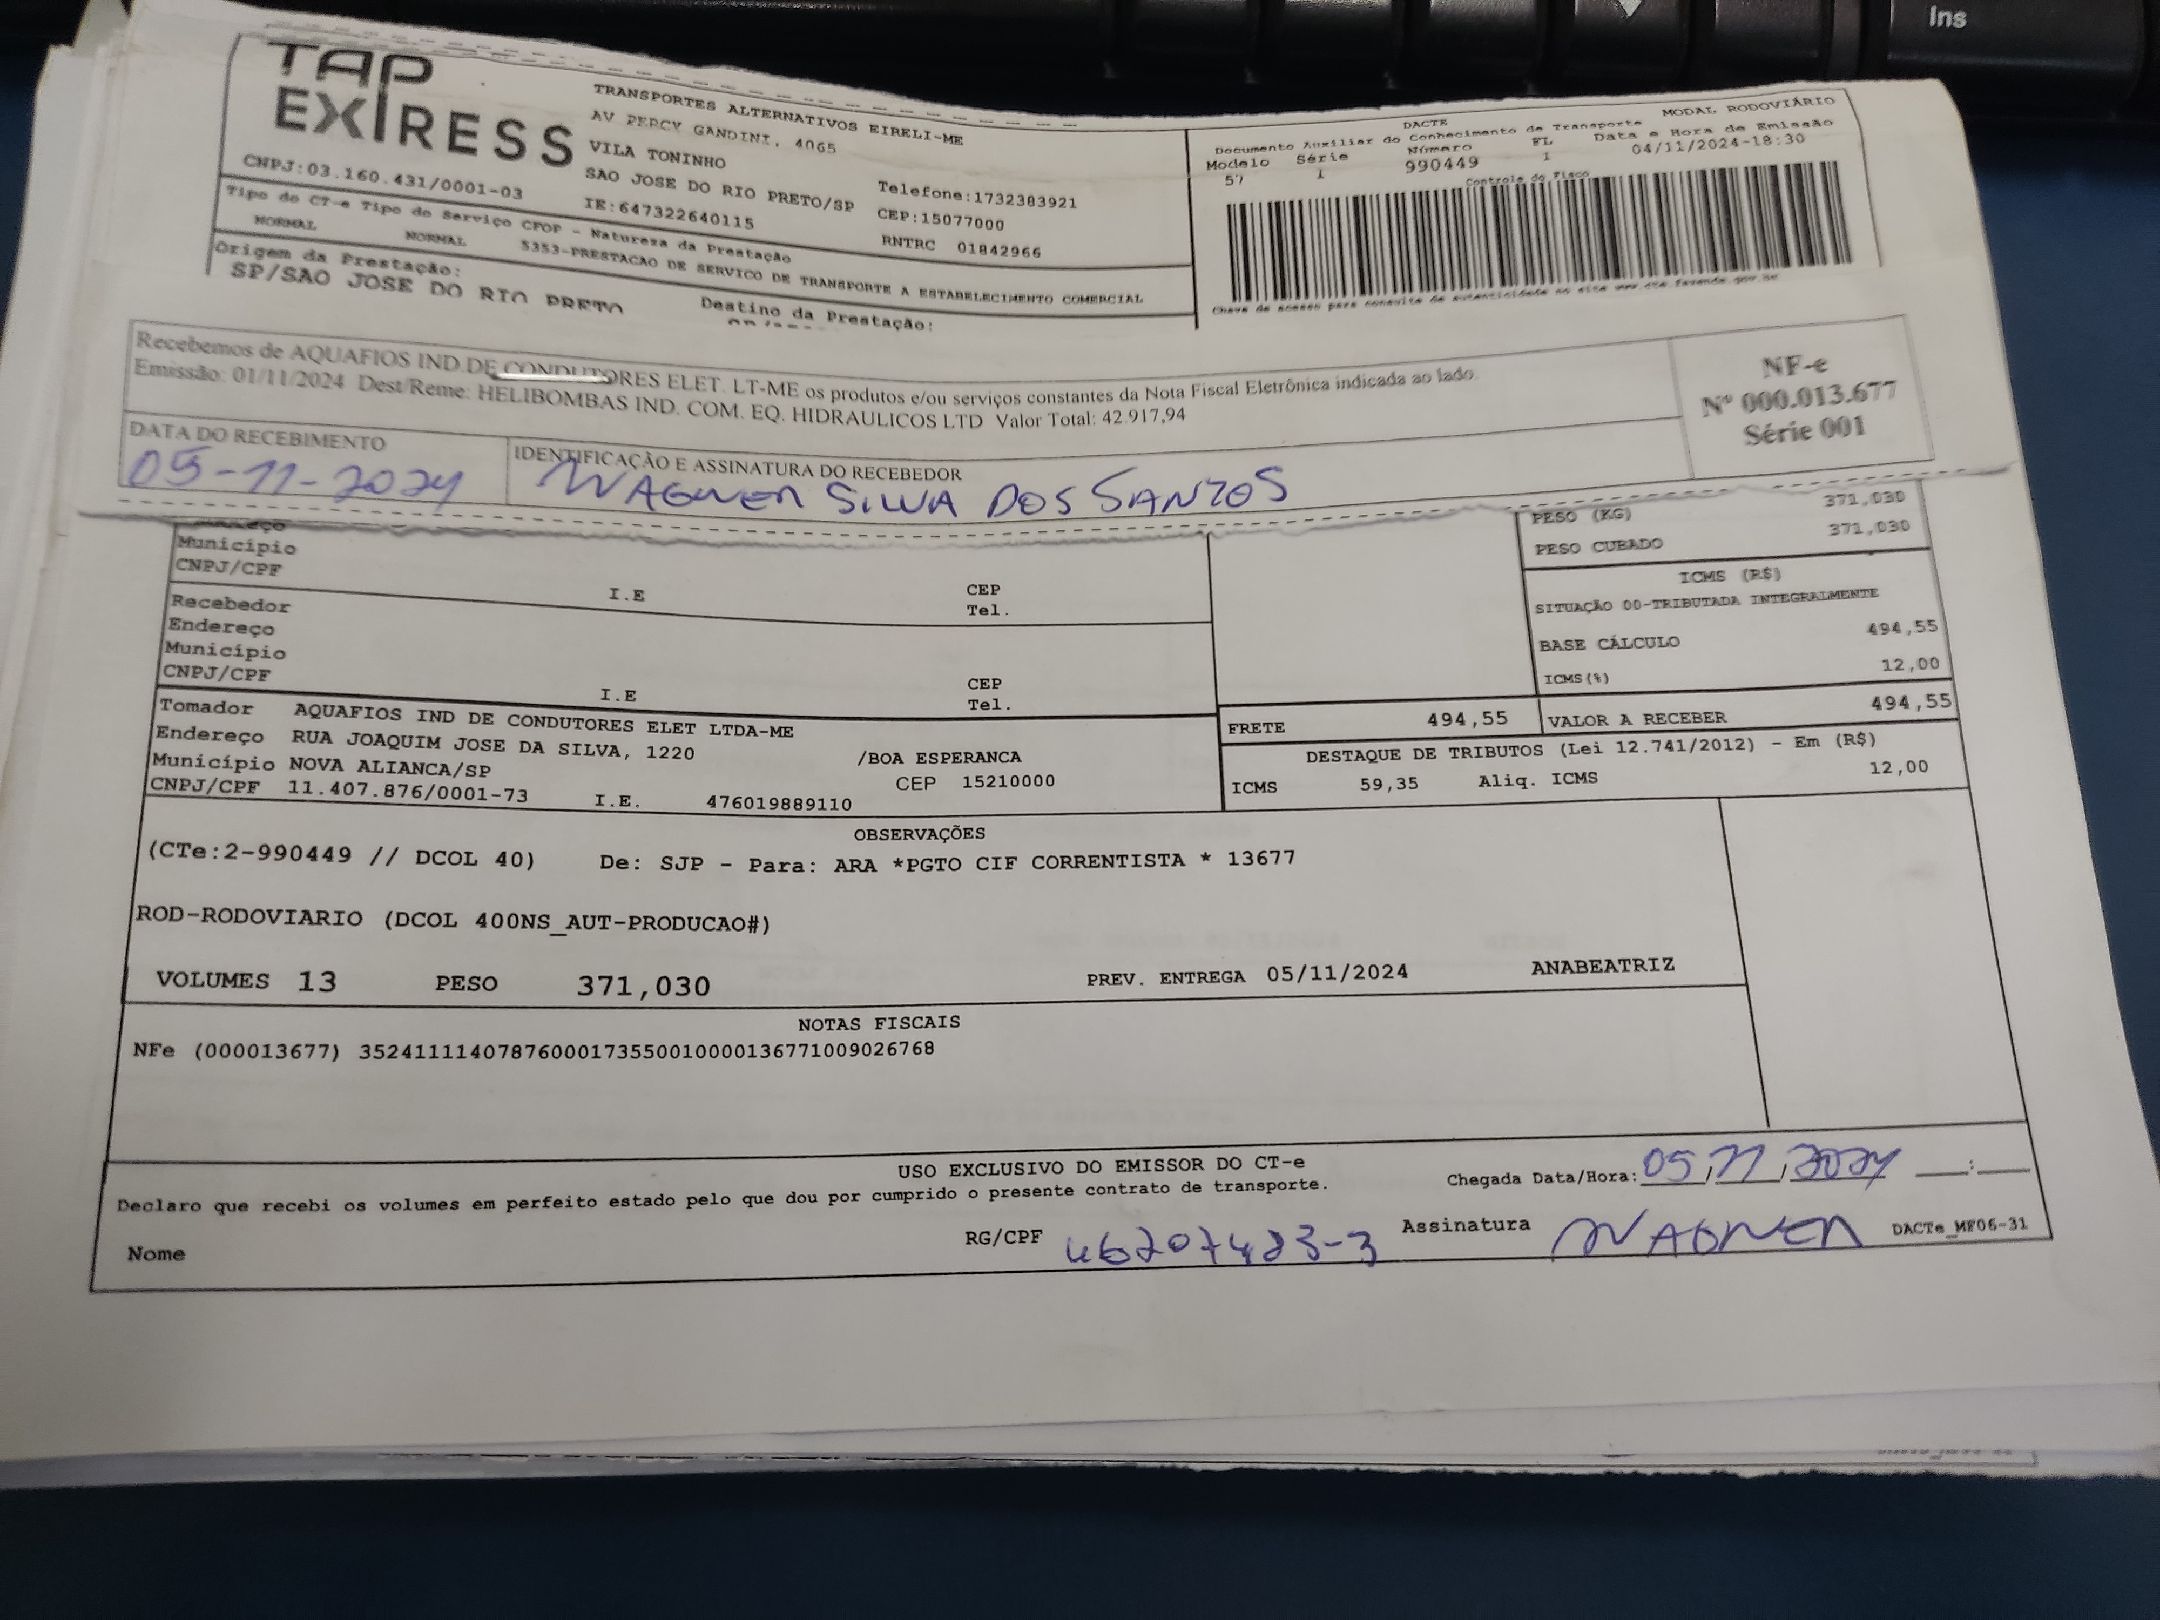 Ins
TAP
EXPRESS
CNPJ:03.160.431/0001-03
TRANSPORTES ALTERNATIVOS EIRELI-ME
AV PERCY GANDINI, 4065
VILA TONINHO
SAO JOSE DO RIO PRETO/SP
IE:647322640115
Telefone:1732383921
CEP:15077000
RNTRC 01842966
DACTE
MODAL RODOVIÁRIO
Documento Auxiliar do Conhecimento de Transporte
Modelo Série Número FL Data e Hora de Emissão
57 1 990449 1 04/11/2024-18:30
Controle do Fisco
Chave de acesso para consulta de autenticidade no site www.cte.fazenda.gov.br
Tipo do CT-e Tipo do Serviço CFOP - Natureza da Prestação
NORMAL NORMAL 5353-PRESTACAO DE SERVICO DE TRANSPORTE A ESTABELECIMENTO COMERCIAL
Origem da Prestação:
SP/SAO JOSE DO RIO PRETO
Destino da Prestação:
Recebemos de AQUAFIOS IND DE CONDUTORES ELET. LT-ME os produtos e/ou serviços constantes da Nota Fiscal Eletrônica indicada ao lado.
Emissão: 01/11/2024 Dest/Reme: HELIBOMBAS IND. COM. EQ. HIDRAULICOS LTD Valor Total: 42.917,94
NF-e
Nº 000.013.677
Série 001
DATA DO RECEBIMENTO
05-11-2024
IDENTIFICAÇÃO E ASSINATURA DO RECEBEDOR
WAGNER SILVA DOS SANTOS
PESO (KG) 371,030
PESO CUBADO 371,030
Município
CNPJ/CPF I.E CEP
Tel.
Recebedor
Endereço
Município
CNPJ/CPF I.E CEP
Tel.
ICMS (R$)
SITUAÇÃO 00-TRIBUTADA INTEGRALMENTE
BASE CÁLCULO 494,55
ICMS(%) 12,00
Tomador AQUAFIOS IND DE CONDUTORES ELET LTDA-ME
Endereço RUA JOAQUIM JOSE DA SILVA, 1220 /BOA ESPERANCA
Município NOVA ALIANCA/SP CEP 15210000
CNPJ/CPF 11.407.876/0001-73 I.E. 476019889110
FRETE 494,55 VALOR A RECEBER 494,55
DESTAQUE DE TRIBUTOS (Lei 12.741/2012) - Em (R$)
ICMS 59,35 Aliq. ICMS 12,00
OBSERVAÇÕES
(CTe:2-990449 // DCOL 40) De: SJP - Para: ARA *PGTO CIF CORRENTISTA * 13677
ROD-RODOVIARIO (DCOL 400NS_AUT-PRODUCAO#)
VOLUMES 13 PESO 371,030 PREV. ENTREGA 05/11/2024 ANABEATRIZ
NOTAS FISCAIS
NFe (000013677) 35241111407876000173550010000136771009026768
USO EXCLUSIVO DO EMISSOR DO CT-e
Declaro que recebi os volumes em perfeito estado pelo que dou por cumprido o presente contrato de transporte.
Chegada Data/Hora: 05/11/2024 ___:___
Nome RG/CPF 46207483-3 Assinatura WAGNER DACTe_MF06-31